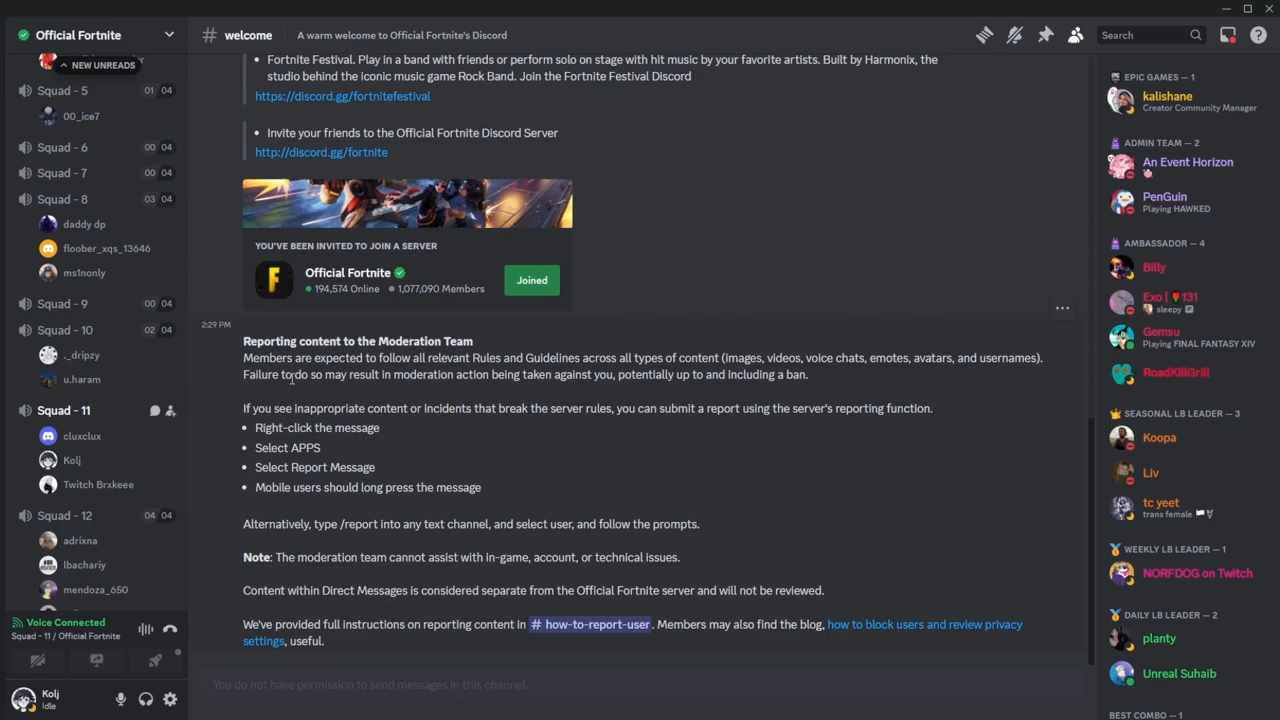 Official Fortnite
# welcome
A warm welcome to Official Fortnite's Discord
Search
NEW UNREADS
Squad - 5 01 04
00_ice7
Squad - 6 00 04
Squad - 7 00 04
Squad - 8 03 04
daddy dp
floober_xqs_13646
ms1nonly
Squad - 9 00 04
Squad - 10 02 04
._dripzy
u.haram
Squad - 11
cluxclux
Kolj
Twitch Brxkeee
Squad - 12 04 04
adrixna
lbachariy
mendoza_650
Voice Connected
Squad - 11 / Official Fortnite
Kolj
Idle
• Fortnite Festival. Play in a band with friends or perform solo on stage with hit music by your favorite artists. Built by Harmonix, the
studio behind the iconic music game Rock Band. Join the Fortnite Festival Discord
https://discord.gg/fortnitefestival
• Invite your friends to the Official Fortnite Discord Server
http://discord.gg/fortnite
YOU'VE BEEN INVITED TO JOIN A SERVER
F
Official Fortnite
194,574 Online 1,077,090 Members
Joined
2:29 PM
Reporting content to the Moderation Team
Members are expected to follow all relevant Rules and Guidelines across all types of content (images, videos, voice chats, emotes, avatars, and usernames).
Failure to do so may result in moderation action being taken against you, potentially up to and including a ban.
If you see inappropriate content or incidents that break the server rules, you can submit a report using the server's reporting function.
• Right-click the message
• Select APPS
• Select Report Message
• Mobile users should long press the message
Alternatively, type /report into any text channel, and select user, and follow the prompts.
Note: The moderation team cannot assist with in-game, account, or technical issues.
Content within Direct Messages is considered separate from the Official Fortnite server and will not be reviewed.
We've provided full instructions on reporting content in # how-to-report-user. Members may also find the blog, how to block users and review privacy
settings, useful.
You do not have permission to send messages in this channel.
EPIC GAMES — 1
kalishane
Creator Community Manager
ADMIN TEAM — 2
An Event Horizon
PenGuin
Playing HAWKED
AMBASSADOR — 4
Billy
Exo | 🌹131
sleepy
Gemsu
Playing FINAL FANTASY XIV
RoadKillGrill
SEASONAL LB LEADER — 3
Koopa
Liv
tc yeet
trans female
WEEKLY LB LEADER — 1
NORFDOG on Twitch
DAILY LB LEADER — 2
planty
Unreal Suhaib
BEST COMBO — 1